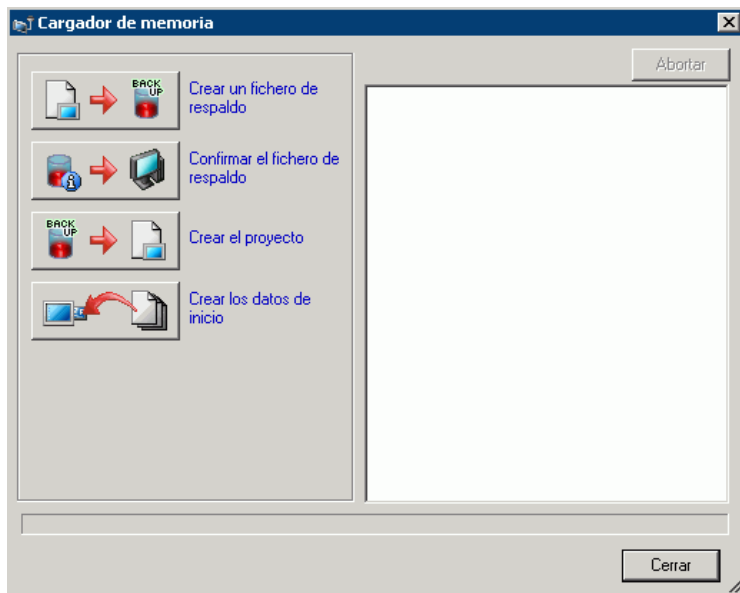 Cargador de memoria
Abortar
BACK
UP
Crear un fichero de
respaldo
Confirmar el fichero de
respaldo
BACK
UP
Crear el proyecto
Crear los datos de
inicio
Cerrar